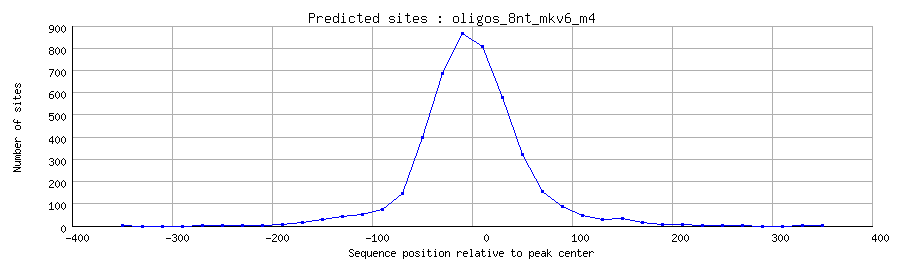 Predicted sites : oligos_8nt_mkv6_m4
900
800
700
600
500
400
300
200
100
0
Number of sites
-400 -300 -200 -100 0 100 200 300 400
Sequence position relative to peak center